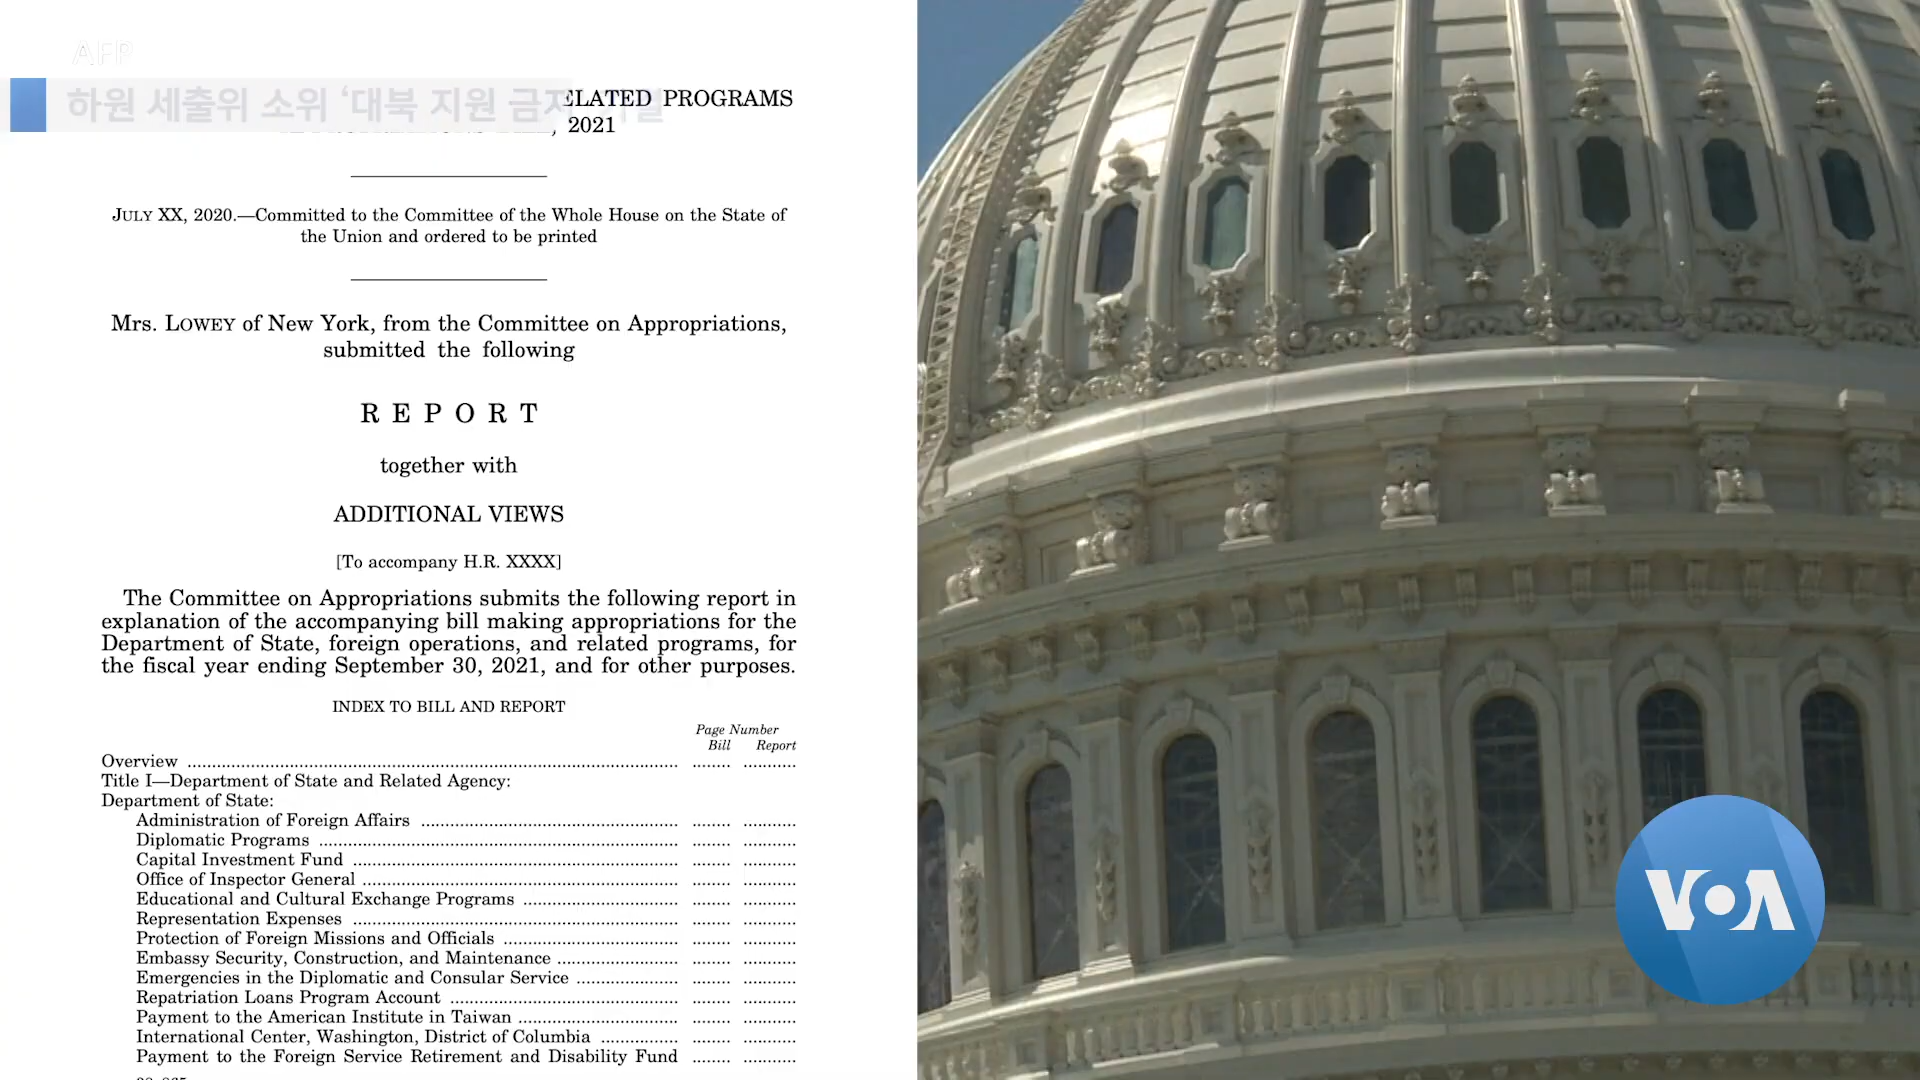 하원 세출위 소위 ‘대북 지원 금지
RELATED PROGRAMS
2021
JULY XX, 2020.—Committed to the Committee of the Whole House on the State of
the Union and ordered to be printed
Mrs. LOWEY of New York, from the Committee on Appropriations,
submitted the following
REPORT
together with
ADDITIONAL VIEWS
[To accompany H.R. XXXX]
The Committee on Appropriations submits the following report in
explanation of the accompanying bill making appropriations for the
Department of State, foreign operations, and related programs, for
the fiscal year ending September 30, 2021, and for other purposes.
INDEX TO BILL AND REPORT
Page Number
Bill Report
Overview
Title I—Department of State and Related Agency:
Department of State:
Administration of Foreign Affairs
Diplomatic Programs
Capital Investment Fund
Office of Inspector General
Educational and Cultural Exchange Programs
Representation Expenses
Protection of Foreign Missions and Officials
Embassy Security, Construction, and Maintenance
Emergencies in the Diplomatic and Consular Service
Repatriation Loans Program Account
Payment to the American Institute in Taiwan
International Center, Washington, District of Columbia
Payment to the Foreign Service Retirement and Disability Fund
VOA